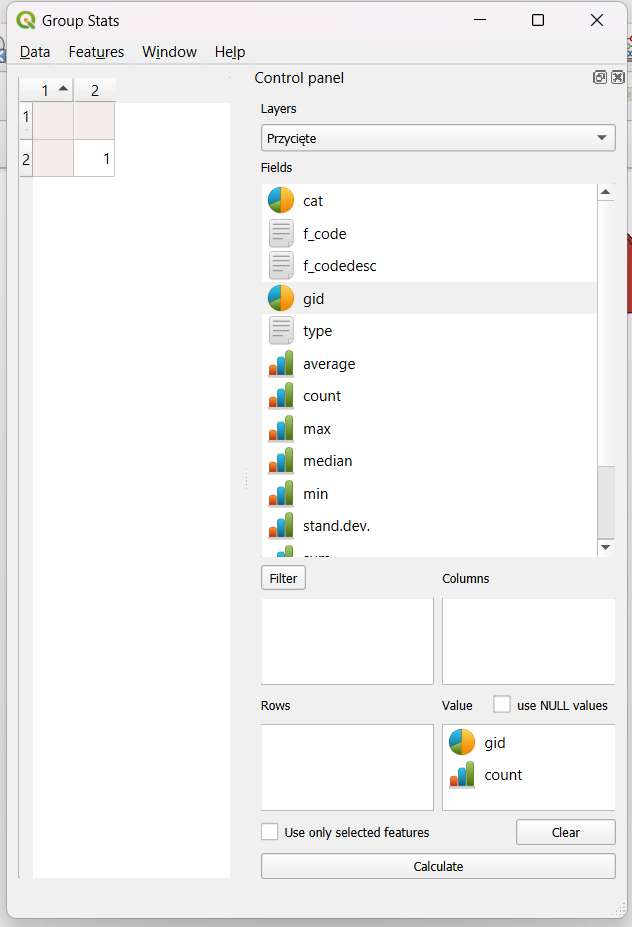 Group Stats
Data Features Window Help
1 2
1
2 1
Control panel
Layers
Przycięte
Fields
cat
f_code
f_codedesc
gid
type
average
count
max
median
min
stand.dev.
Filter Columns
Rows Value use NULL values
gid
count
Use only selected features Clear
Calculate